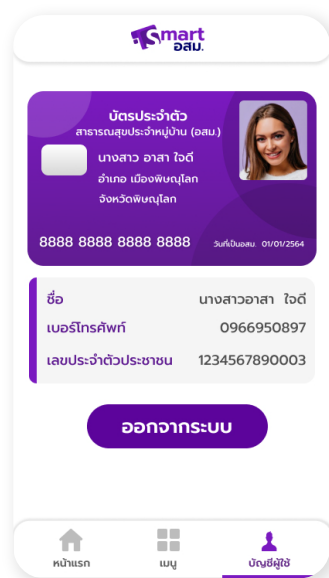 Smart
อสม.
บัตรประจำตัว
สาธารณสุขประจำหมู่บ้าน (อสม.)
นางสาว อาสา ใจดี
อำเภอ เมืองพิษณุโลก
จังหวัดพิษณุโลก
8888 8888 8888 8888 วันที่เป็นอสม. 01/01/2564
ชื่อ นางสาวอาสา ใจดี
เบอร์โทรศัพท์ 0966950897
เลขประจำตัวประชาชน 1234567890003
ออกจากระบบ
หน้าแรก เมนู บัญชีผู้ใช้